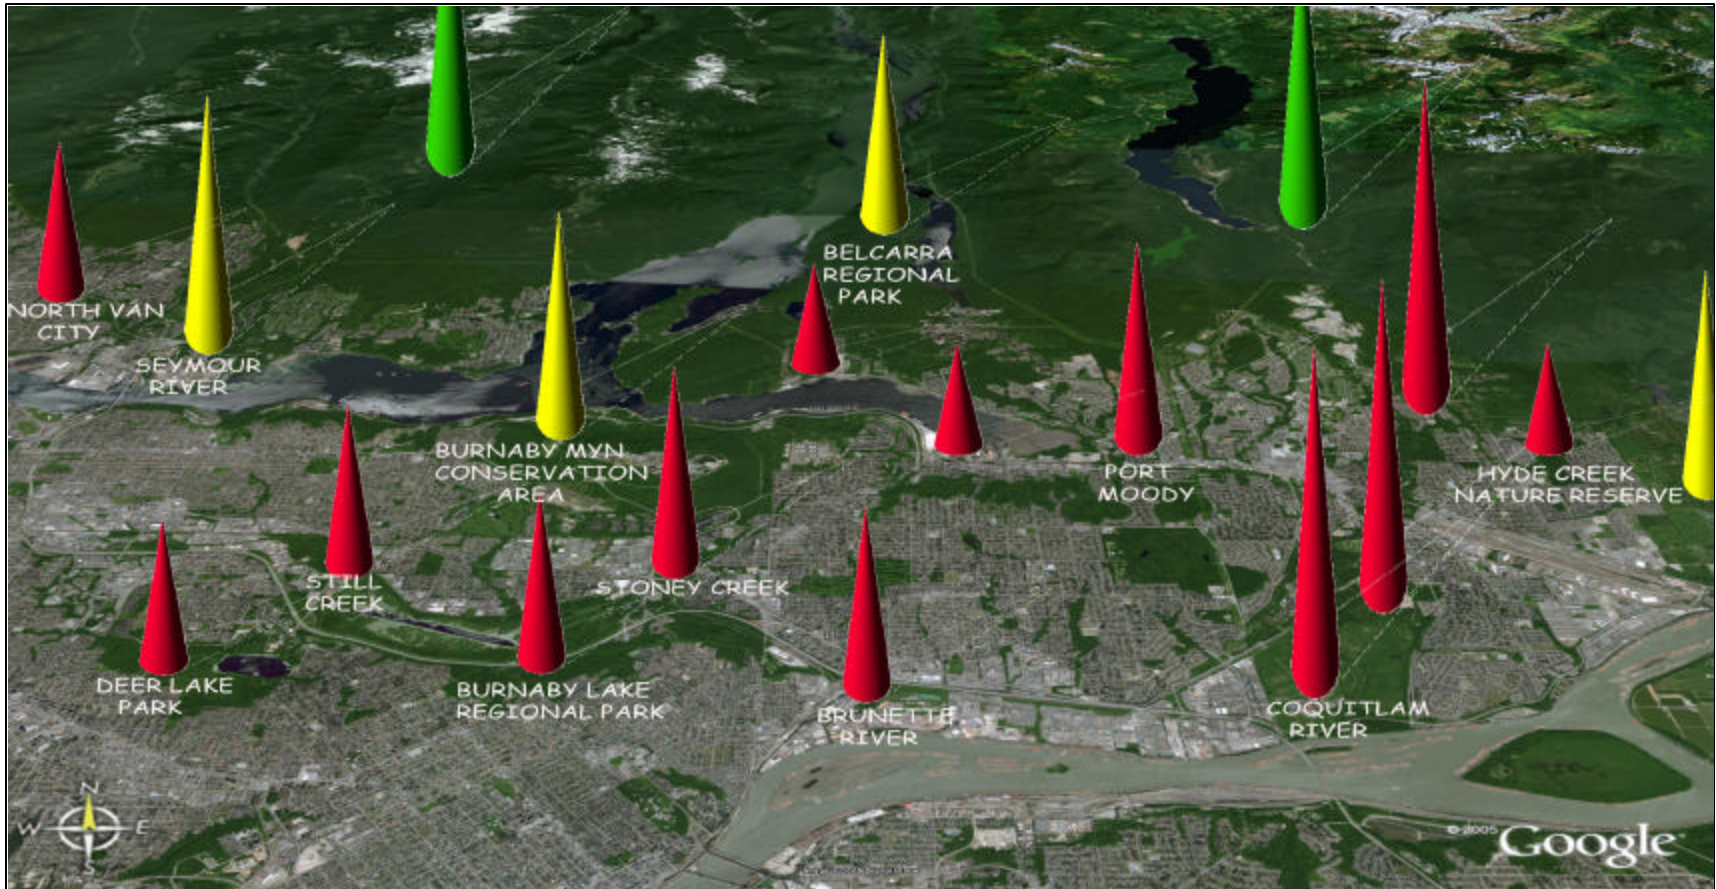 BELCARRA
REGIONAL
PARK
NORTH VAN
CITY
SEYMOUR
RIVER
BURNABY MYN
CONSERVATION
AREA
PORT
MOODY
HYDE CREEK
NATURE RESERVE
STILL
CREEK
STONEY CREEK
DEER LAKE
PARK
BURNABY LAKE
REGIONAL PARK
BRUNETTE
RIVER
COQUITLAM
RIVER
N
W E
S
© 2005 Google